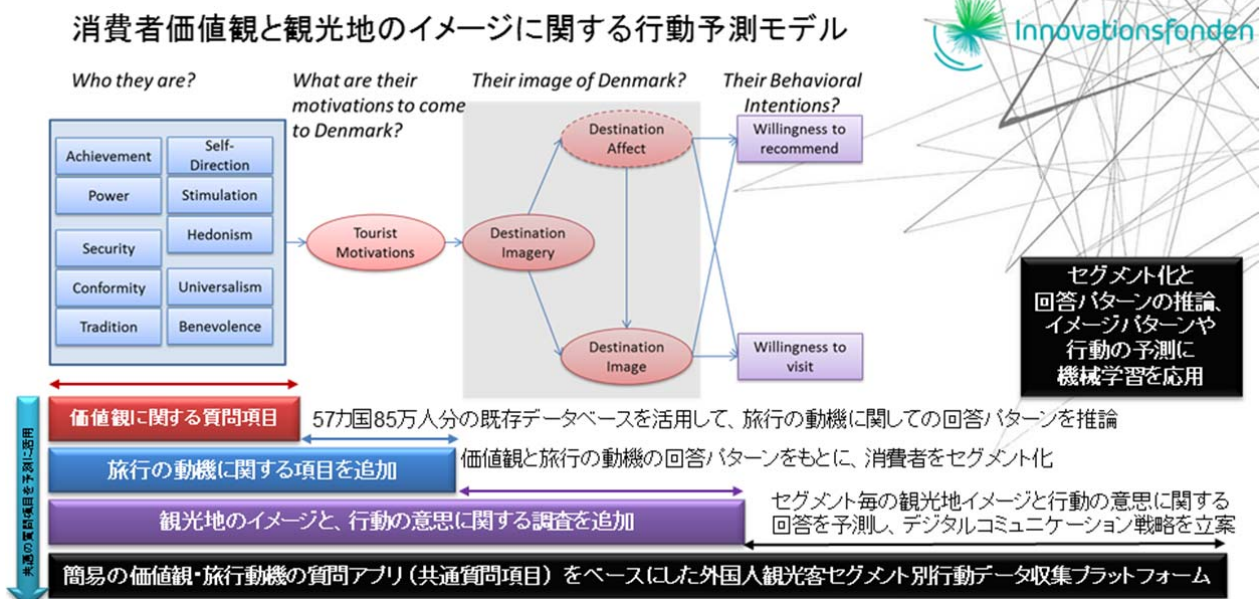 消費者価値観と観光地のイメージに関する行動予測モデル
Innovationsfonden
Who they are?
What are their
motivations to come
to Denmark?
Their image of Denmark?
Their Behavioral
Intentions?
Achievement
Self-
Direction
Power
Stimulation
Security
Hedonism
Conformity
Universalism
Tradition
Benevolence
Tourist
Motivations
Destination
Imagery
Destination
Affect
Destination
Image
Willingness to
recommend
Willingness to
visit
セグメント化と
回答パターンの推論、
イメージパターンや
行動の予測に
機械学習を応用
共通の質問項目を予測に活用
価値観に関する質問項目
57カ国85万人分の既存データベースを活用して、旅行の動機に関しての回答パターンを推論
旅行の動機に関する項目を追加
価値観と旅行の動機の回答パターンをもとに、消費者をセグメント化
観光地のイメージと、行動の意思に関する調査を追加
セグメント毎の観光地イメージと行動の意思に関する
回答を予測し、デジタルコミュニケーション戦略を立案
簡易の価値観・旅行動機の質問アプリ(共通質問項目)をベースにした外国人観光客セグメント別行動データ収集プラットフォーム